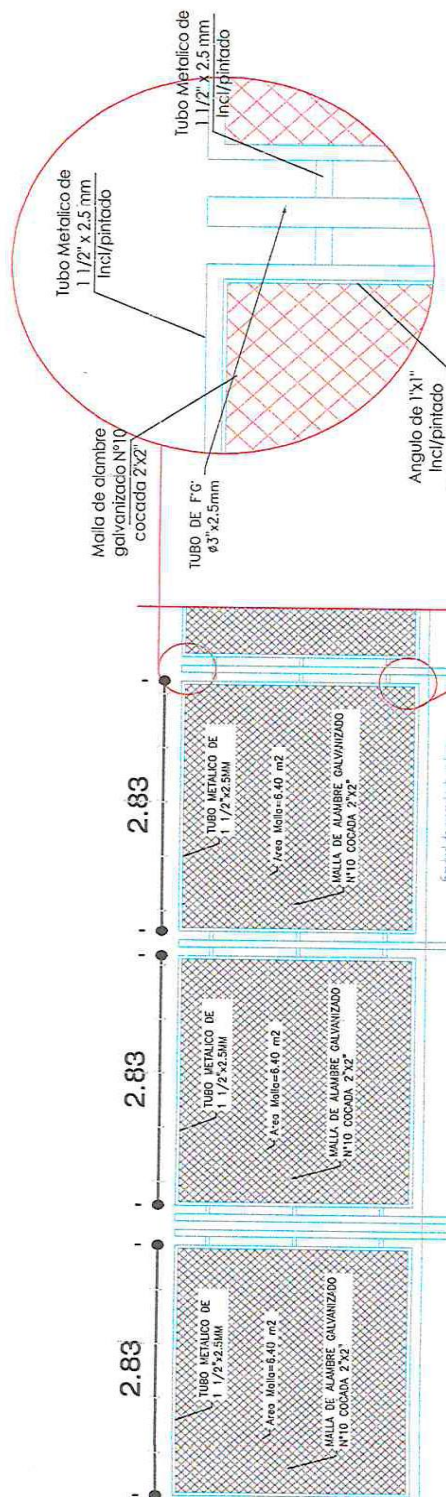 2.83
2.83
2.83
TUBO METALICO DE
1 1/2"x2.5MM
Area Malla=6.40 m2
MALLA DE ALAMBRE GALVANIZADO
N°10 COCADA 2"x2"
TUBO METALICO DE
1 1/2"x2.5MM
Area Malla=6.40 m2
MALLA DE ALAMBRE GALVANIZADO
N°10 COCADA 2"x2"
TUBO METALICO DE
1 1/2"x2.5MM
Area Malla=6.40 m2
MALLA DE ALAMBRE GALVANIZADO
N°10 COCADA 2"x2"
Malla de alambre
galvanizado N°10
cocada 2"x2"
TUBO DE F°G°
ø3"x2.5mm
Tubo Metalico de
1 1/2" x 2.5 mm
Incl/pintado
Tubo Metalico de
1 1/2" x 2.5 mm
Incl/pintado
Angulo de 1"x1"
Incl/pintado